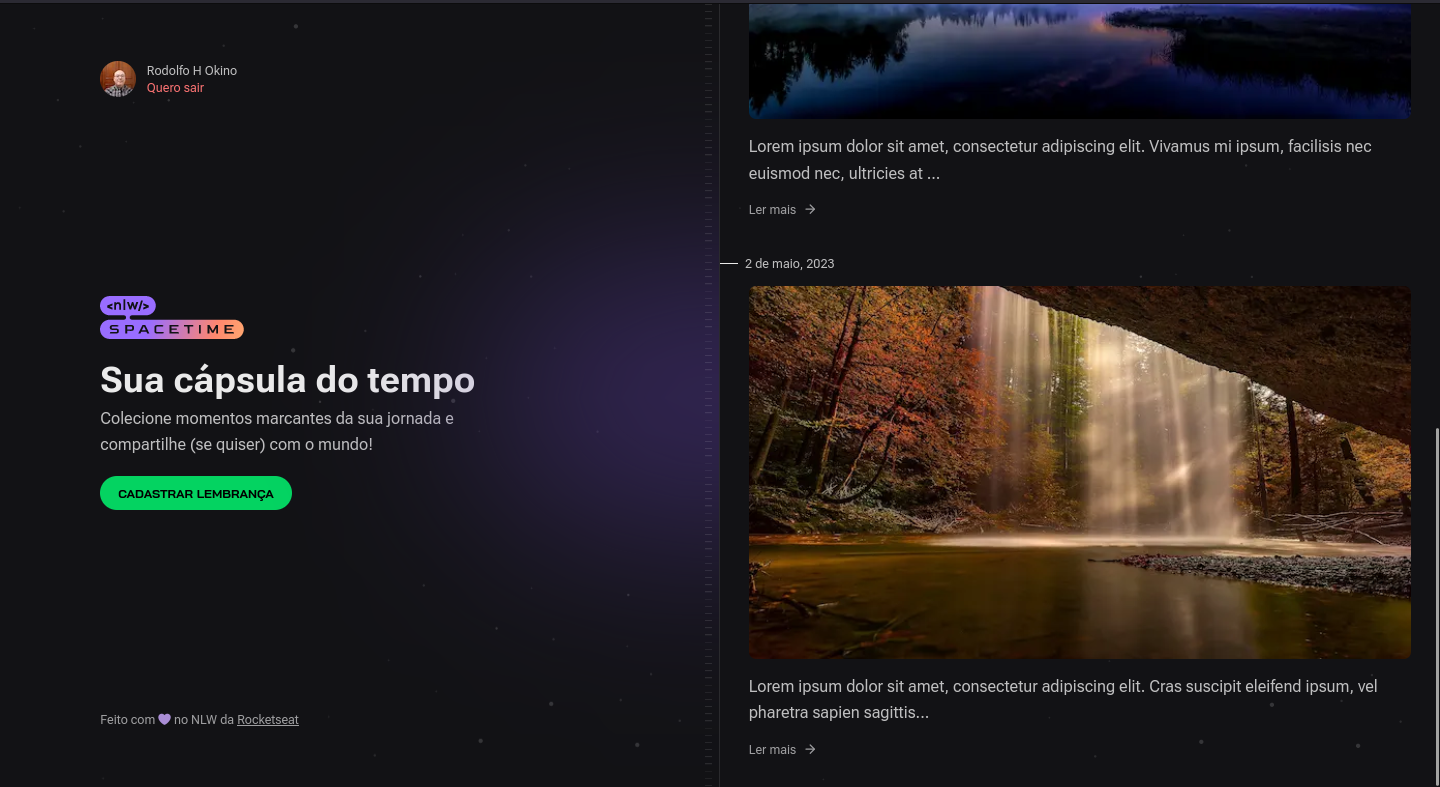 Rodolfo H Okino
Quero sair
<nlw/>
SPACETIME
Sua cápsula do tempo
Colecione momentos marcantes da sua jornada e
compartilhe (se quiser) com o mundo!
CADASTRAR LEMBRANÇA
Feito com 💜 no NLW da Rocketseat
Lorem ipsum dolor sit amet, consectetur adipiscing elit. Vivamus mi ipsum, facilisis nec
euismod nec, ultricies at ...
Ler mais →
2 de maio, 2023
Lorem ipsum dolor sit amet, consectetur adipiscing elit. Cras suscipit eleifend ipsum, vel
pharetra sapien sagittis...
Ler mais →